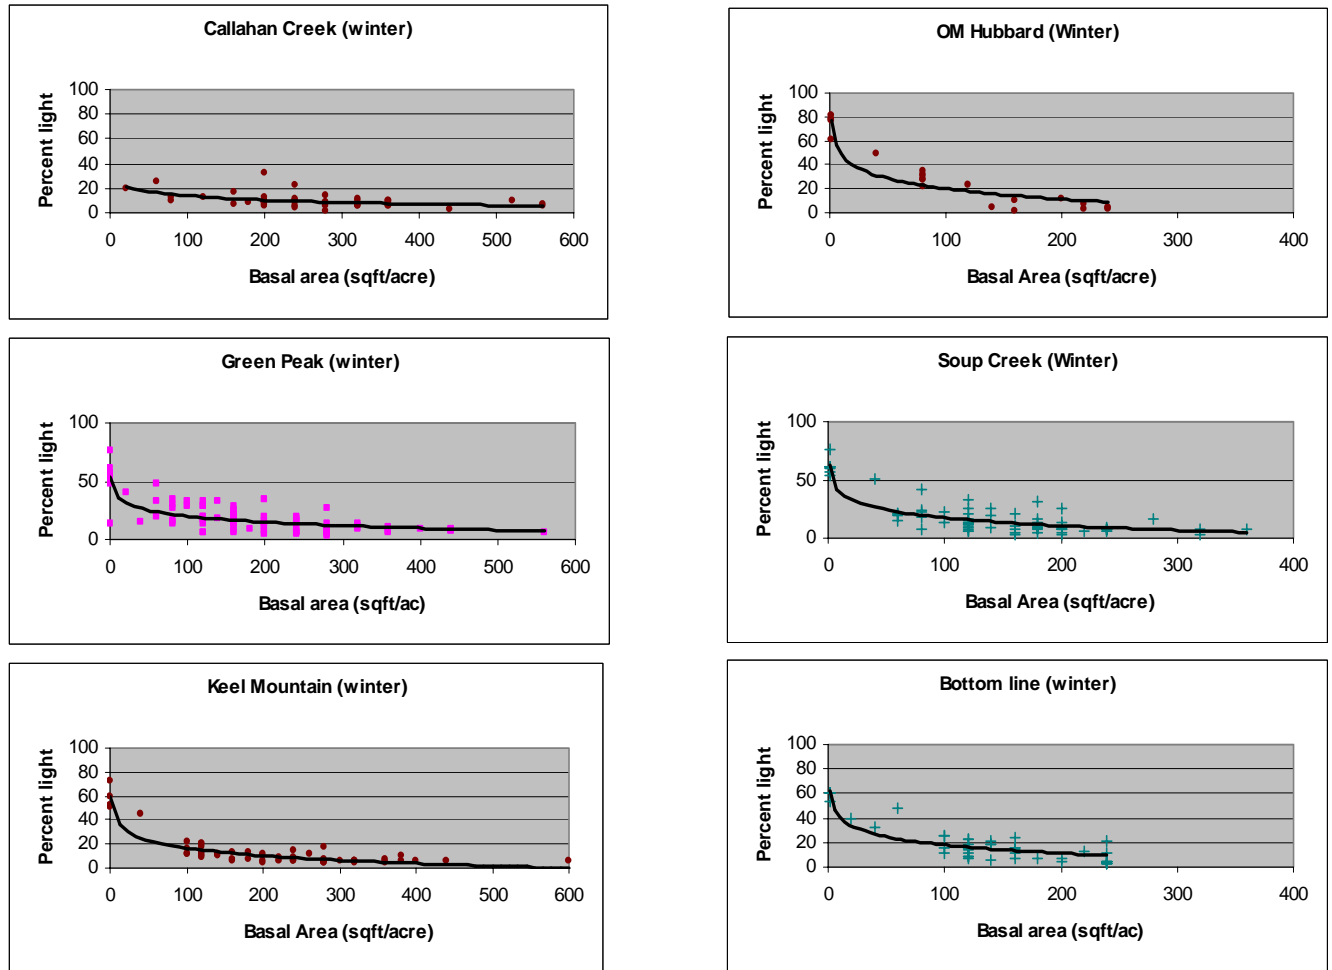 Callahan Creek (winter)
Percent light
100
80
60
40
20
0
0 100 200 300 400 500 600
Basal area (sqft/acre)
OM Hubbard (Winter)
Percent light
100
80
60
40
20
0
0 100 200 300 400
Basal Area (sqft/acre)
Green Peak (winter)
Percent light
100
50
0
0 100 200 300 400 500 600
Basal area (sqft/ac)
Soup Creek (Winter)
Percent light
100
50
0
0 100 200 300 400
Basal Area (sqft/acre)
Keel Mountain (winter)
Percent light
100
80
60
40
20
0
0 100 200 300 400 500 600
Basal Area (sqft/acre)
Bottom line (winter)
Percent light
100
80
60
40
20
0
0 100 200 300 400
Basal area (sqft/ac)